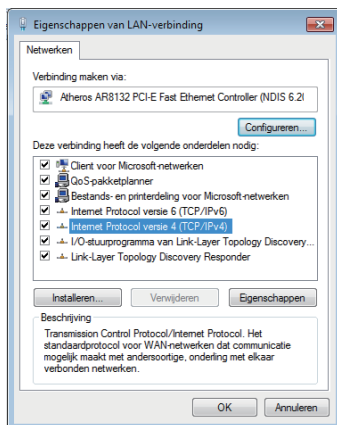 Eigenschappen van LAN-verbinding
Netwerken
Verbinding maken via:
Atheros AR8132 PCI-E Fast Ethernet Controller (NDIS 6.20
Configureren...
Deze verbinding heeft de volgende onderdelen nodig:
Client voor Microsoft-netwerken
QoS-pakketplanner
Bestands- en printerdeling voor Microsoft-netwerken
Internet Protocol versie 6 (TCP/IPv6)
Internet Protocol versie 4 (TCP/IPv4)
I/O-stuurprogramma van Link-Layer Topology Discovery...
Link-Layer Topology Discovery Responder
Installeren... Verwijderen Eigenschappen
Beschrijving
Transmission Control Protocol/Internet Protocol. Het
standaardprotocol voor WAN-netwerken dat communicatie
mogelijk maakt met andersoortige, onderling met elkaar
verbonden netwerken.
OK Annuleren